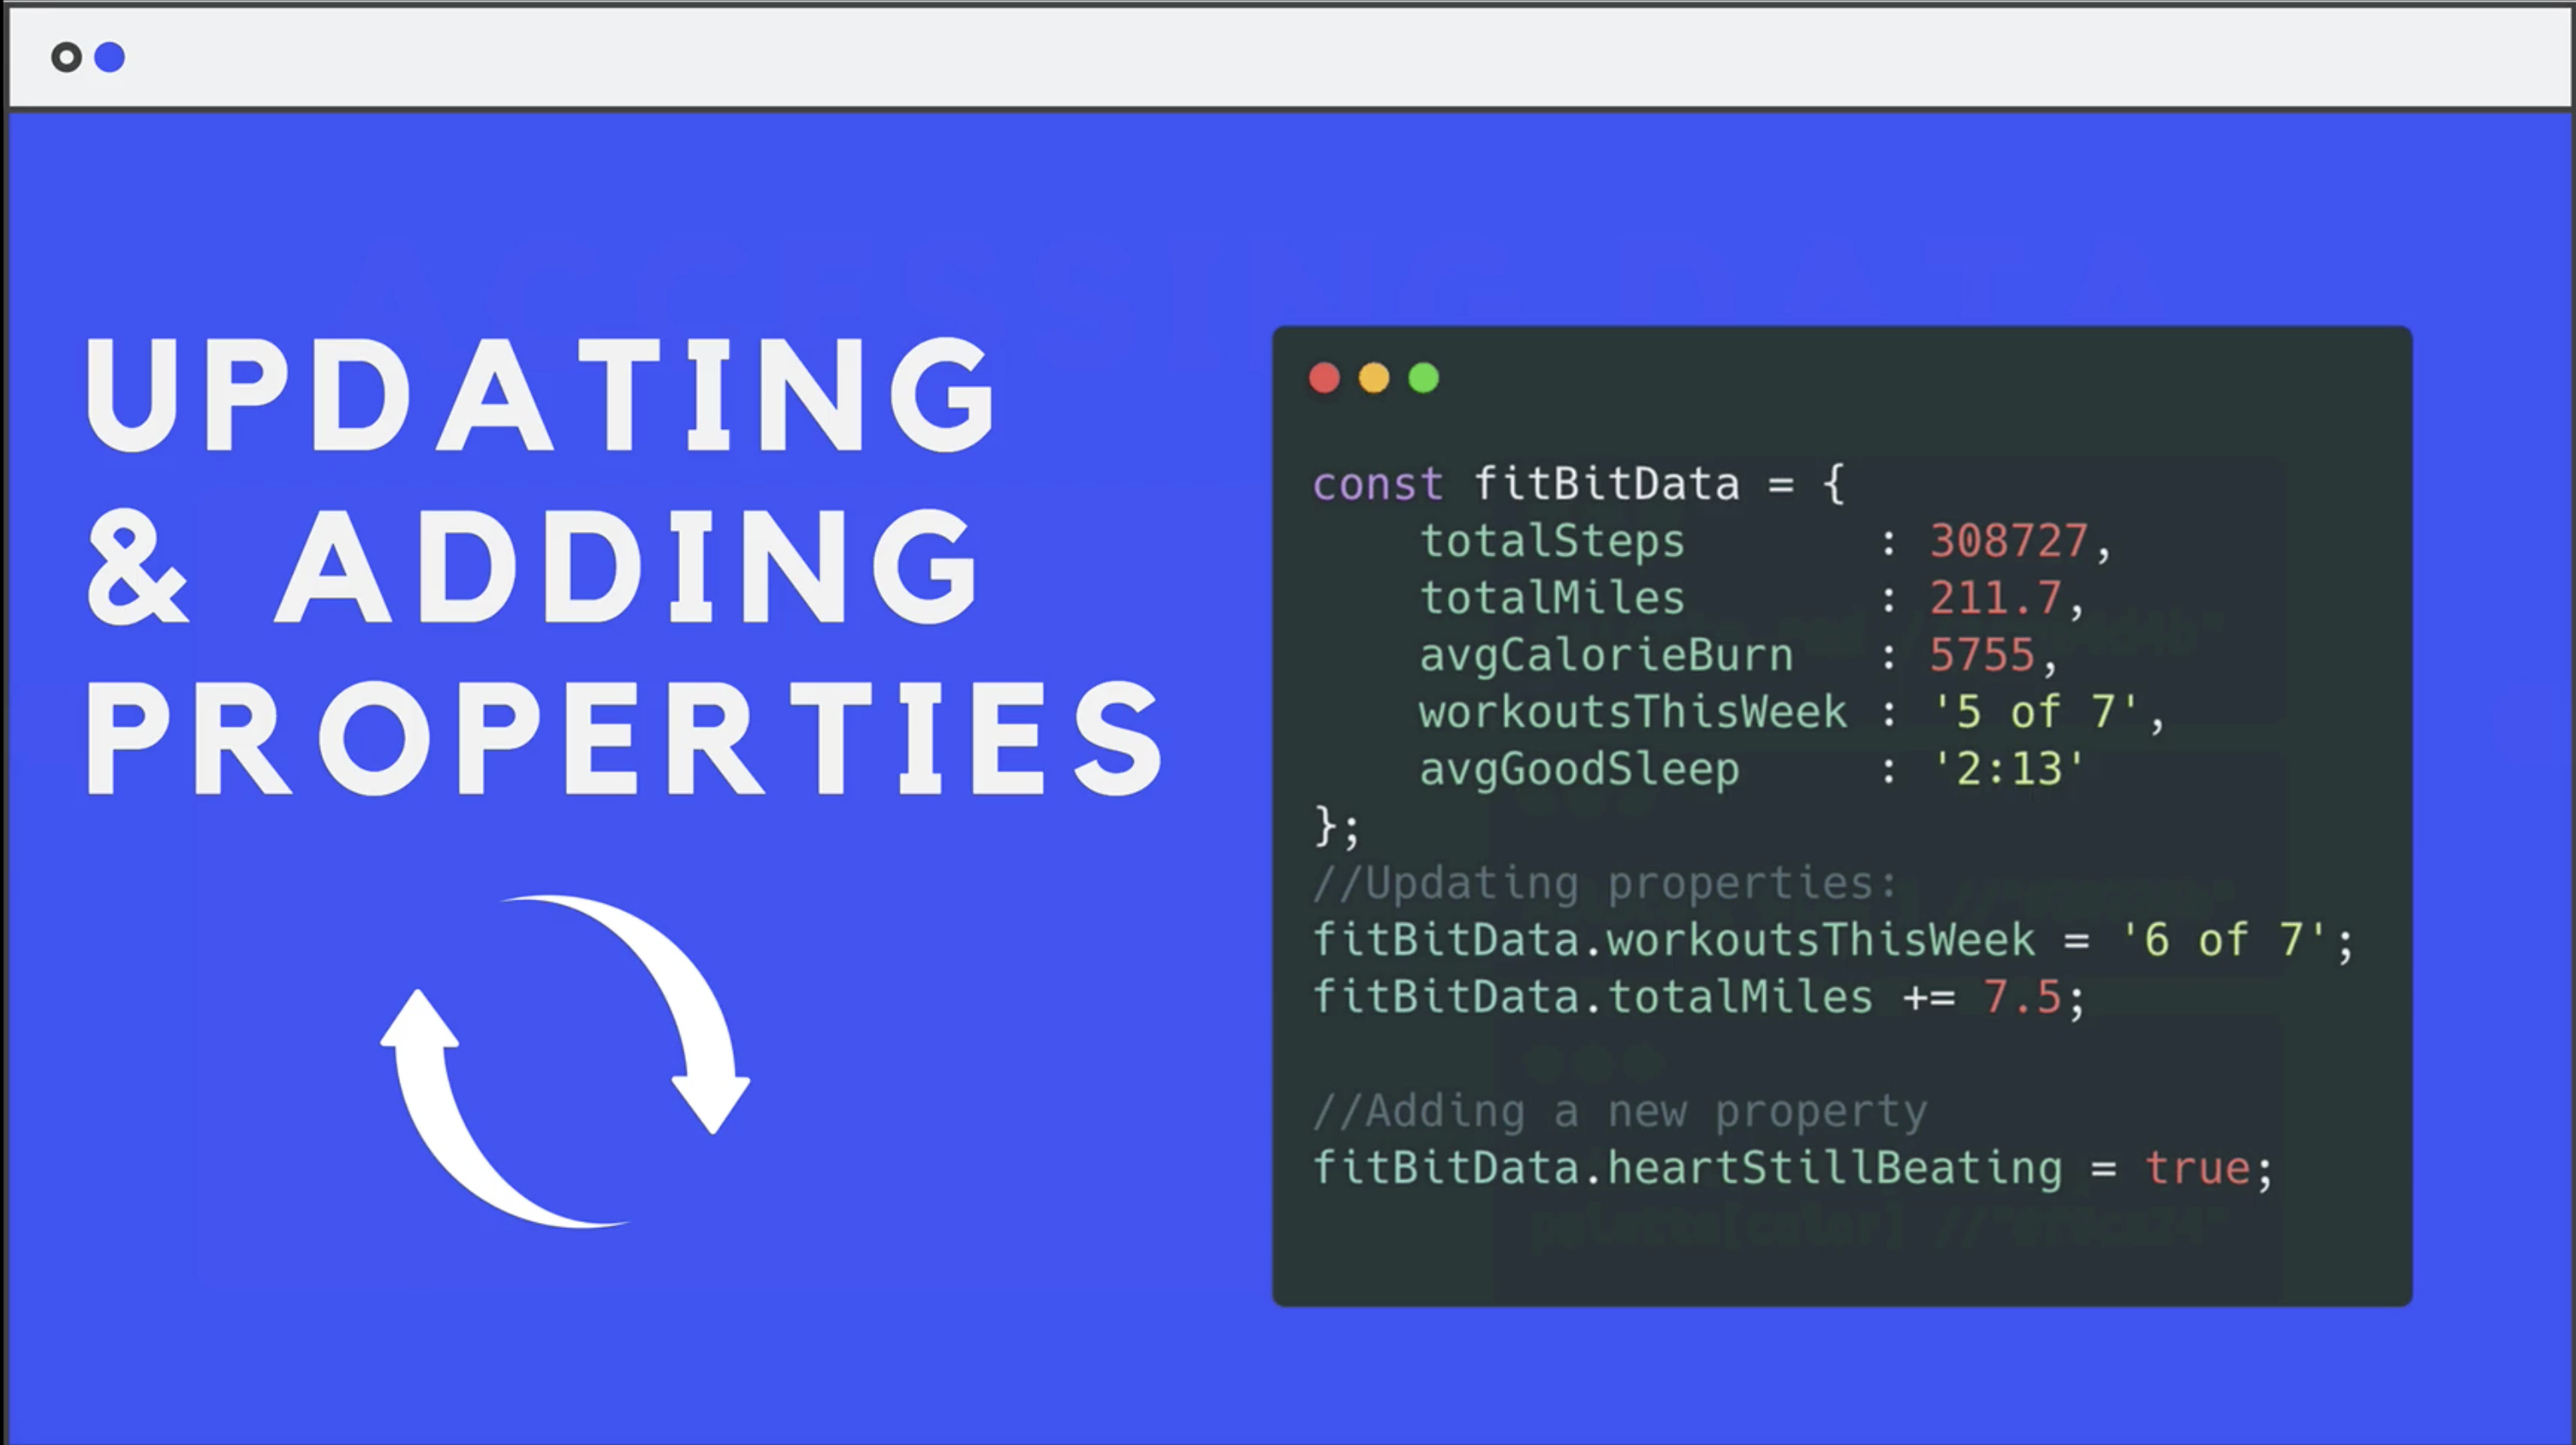 UPDATING
& ADDING
PROPERTIES
const fitBitData = {
    totalSteps       : 308727,
    totalMiles       : 211.7,
    avgCalorieBurn   : 5755,
    workoutsThisWeek : '5 of 7',
    avgGoodSleep     : '2:13'
};
//Updating properties:
fitBitData.workoutsThisWeek = '6 of 7';
fitBitData.totalMiles += 7.5;
//Adding a new property
fitBitData.heartStillBeating = true;